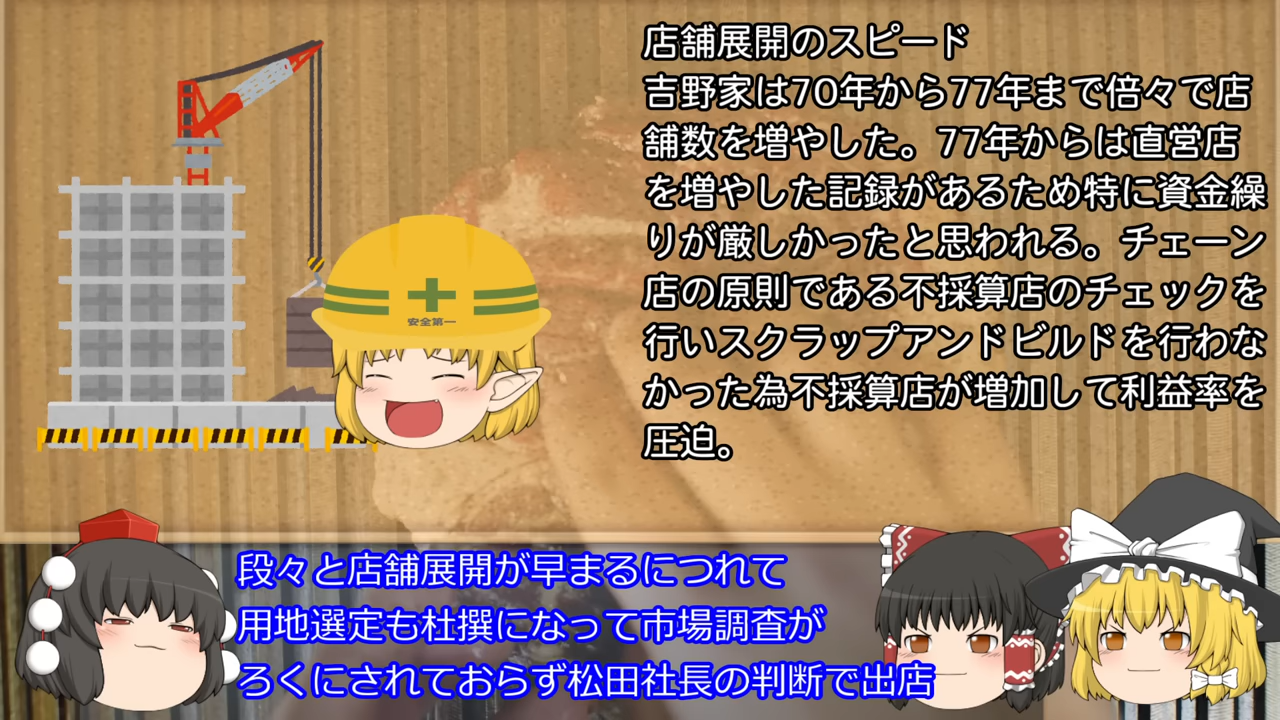 店舗展開のスピード
吉野家は70年から77年まで倍々で店
舗数を増やした。77年からは直営店
を増やした記録があるため特に資金繰
りが厳しかったと思われる。チェーン
店の原則である不採算店のチェックを
行いスクラップアンドビルドを行わな
かった為不採算店が増加して利益率を
圧迫。
安全第一
段々と店舗展開が早まるにつれて
用地選定も杜撰になって市場調査が
ろくにされておらず松田社長の判断で出店